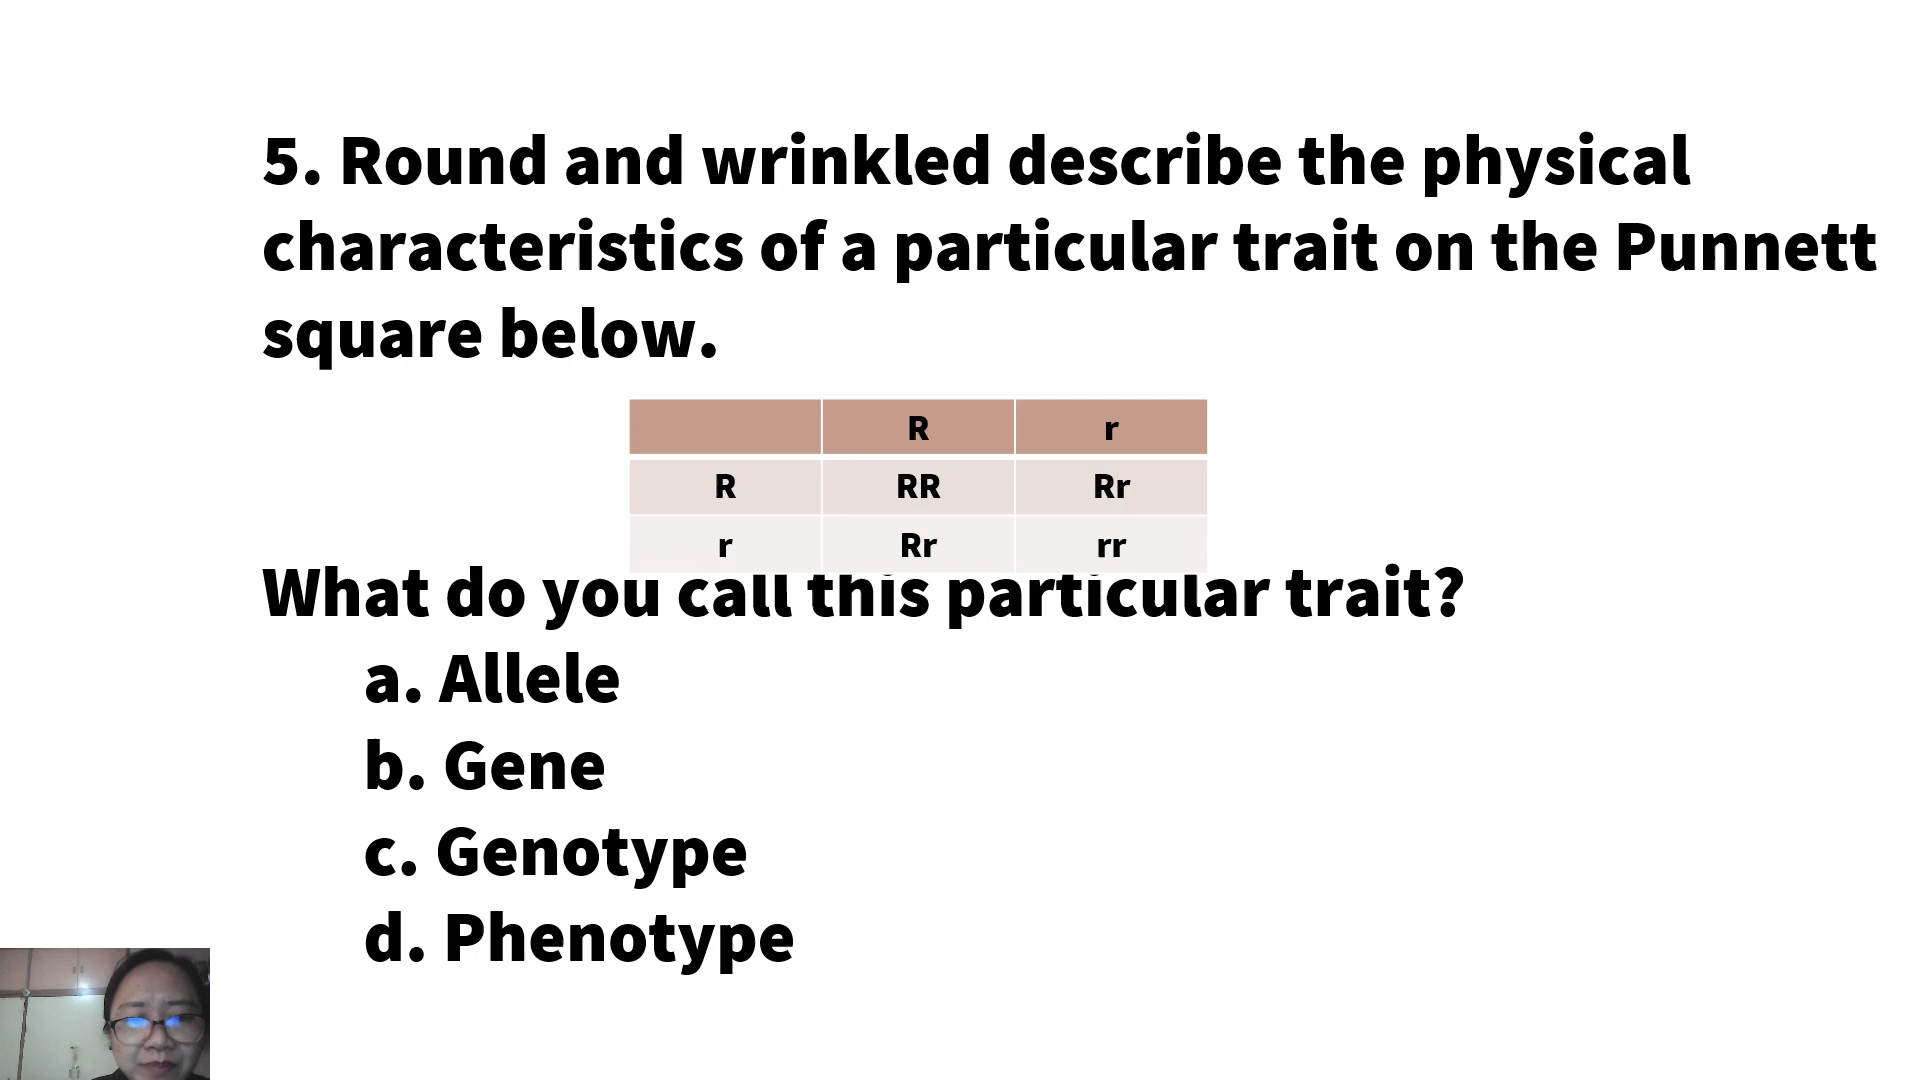 5. Round and wrinkled describe the physical
characteristics of a particular trait on the Punnett
square below.
R r
R RR Rr
r Rr rr
What do you call this particular trait?
a. Allele
b. Gene
c. Genotype
d. Phenotype